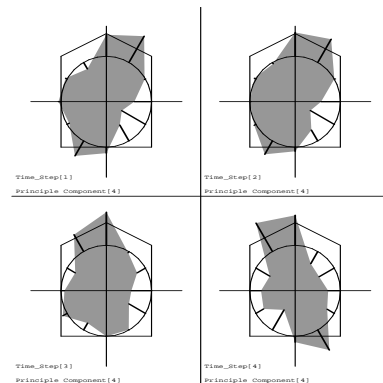 Time_Step[1]
Principle Component[4]
Time_Step[2]
Principle Component[4]
Time_Step[3]
Principle Component[4]
Time_Step[4]
Principle Component[4]